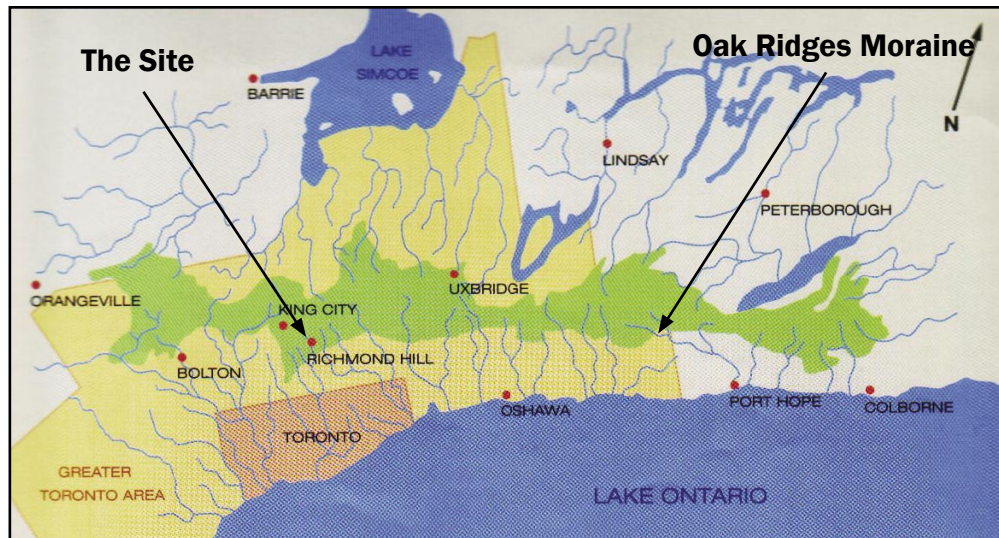 The Site
Oak Ridges Moraine
LAKE
SIMCOE
BARRIE
N
LINDSAY
PETERBOROUGH
ORANGEVILLE
UXBRIDGE
KING CITY
RICHMOND HILL
BOLTON
OSHAWA
PORT HOPE
COLBORNE
TORONTO
GREATER
TORONTO AREA
LAKE ONTARIO